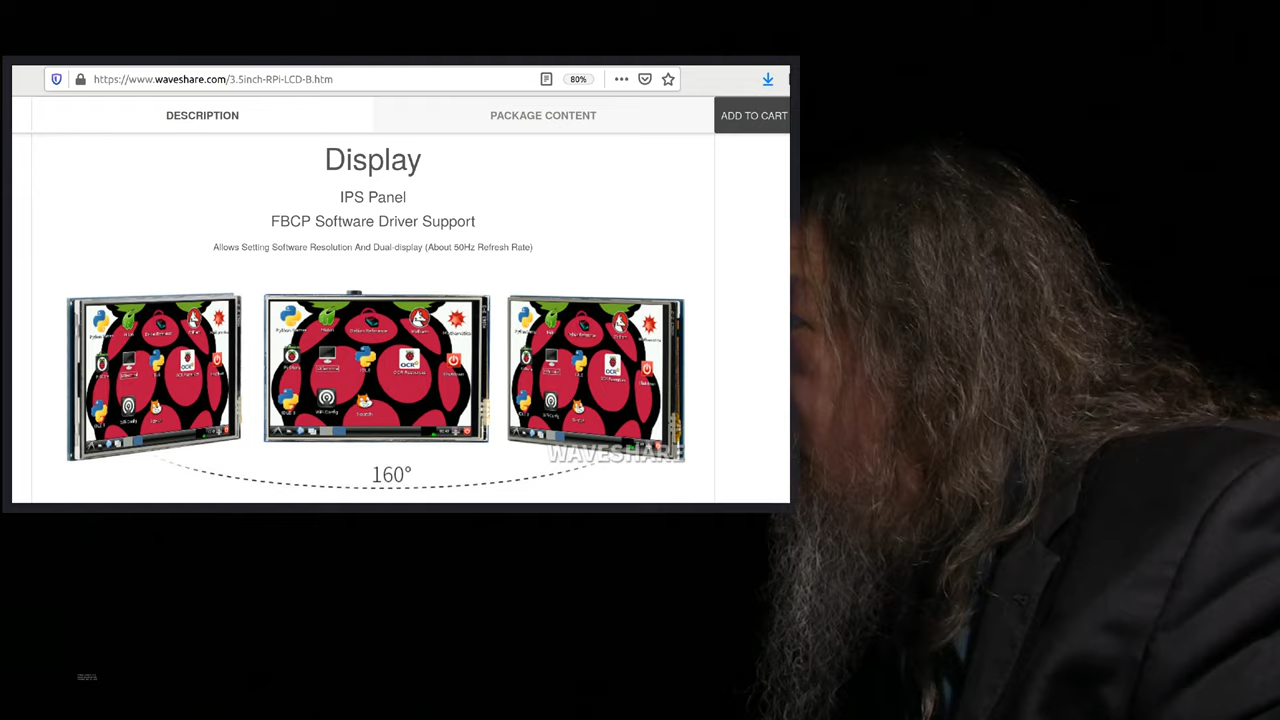 https://www.waveshare.com/3.5inch-RPi-LCD-B.htm
80%
DESCRIPTION
PACKAGE CONTENT
ADD TO CART
Display
IPS Panel
FBCP Software Driver Support
Allows Setting Software Resolution And Dual-display (About 50Hz Refresh Rate)
WAVESHARE
160°